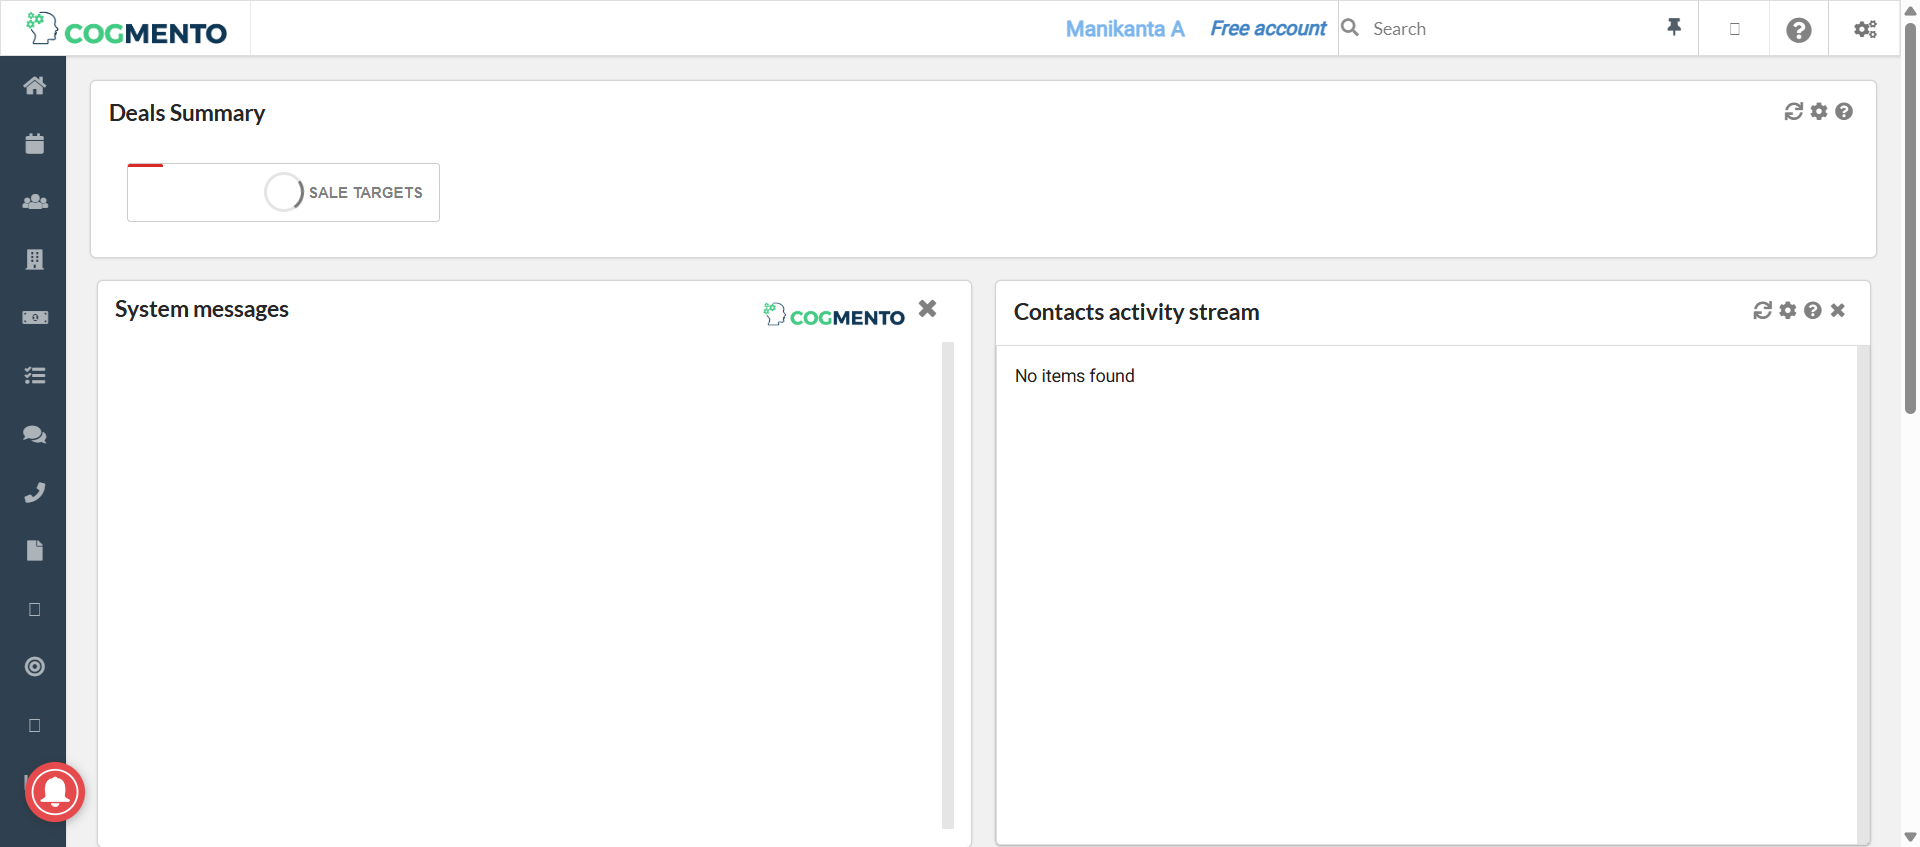 COGMENTO
Manikanta A
Free account
Search
Deals Summary
SALE TARGETS
System messages
COGMENTO
Contacts activity stream
No items found